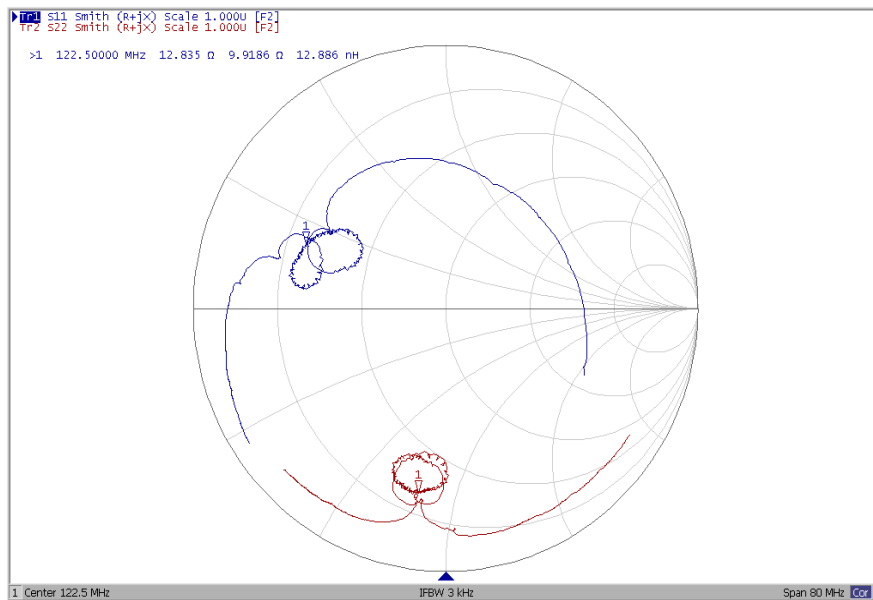 Tr1 S11 Smith (R+jX) Scale 1.000U [F2]
Tr2 S22 Smith (R+jX) Scale 1.000U [F2]
>1 122.50000 MHz 12.835 Ω 9.9186 Ω 12.886 nH
1
1
1 Center 122.5 MHz IFBW 3 kHz Span 80 MHz Cor